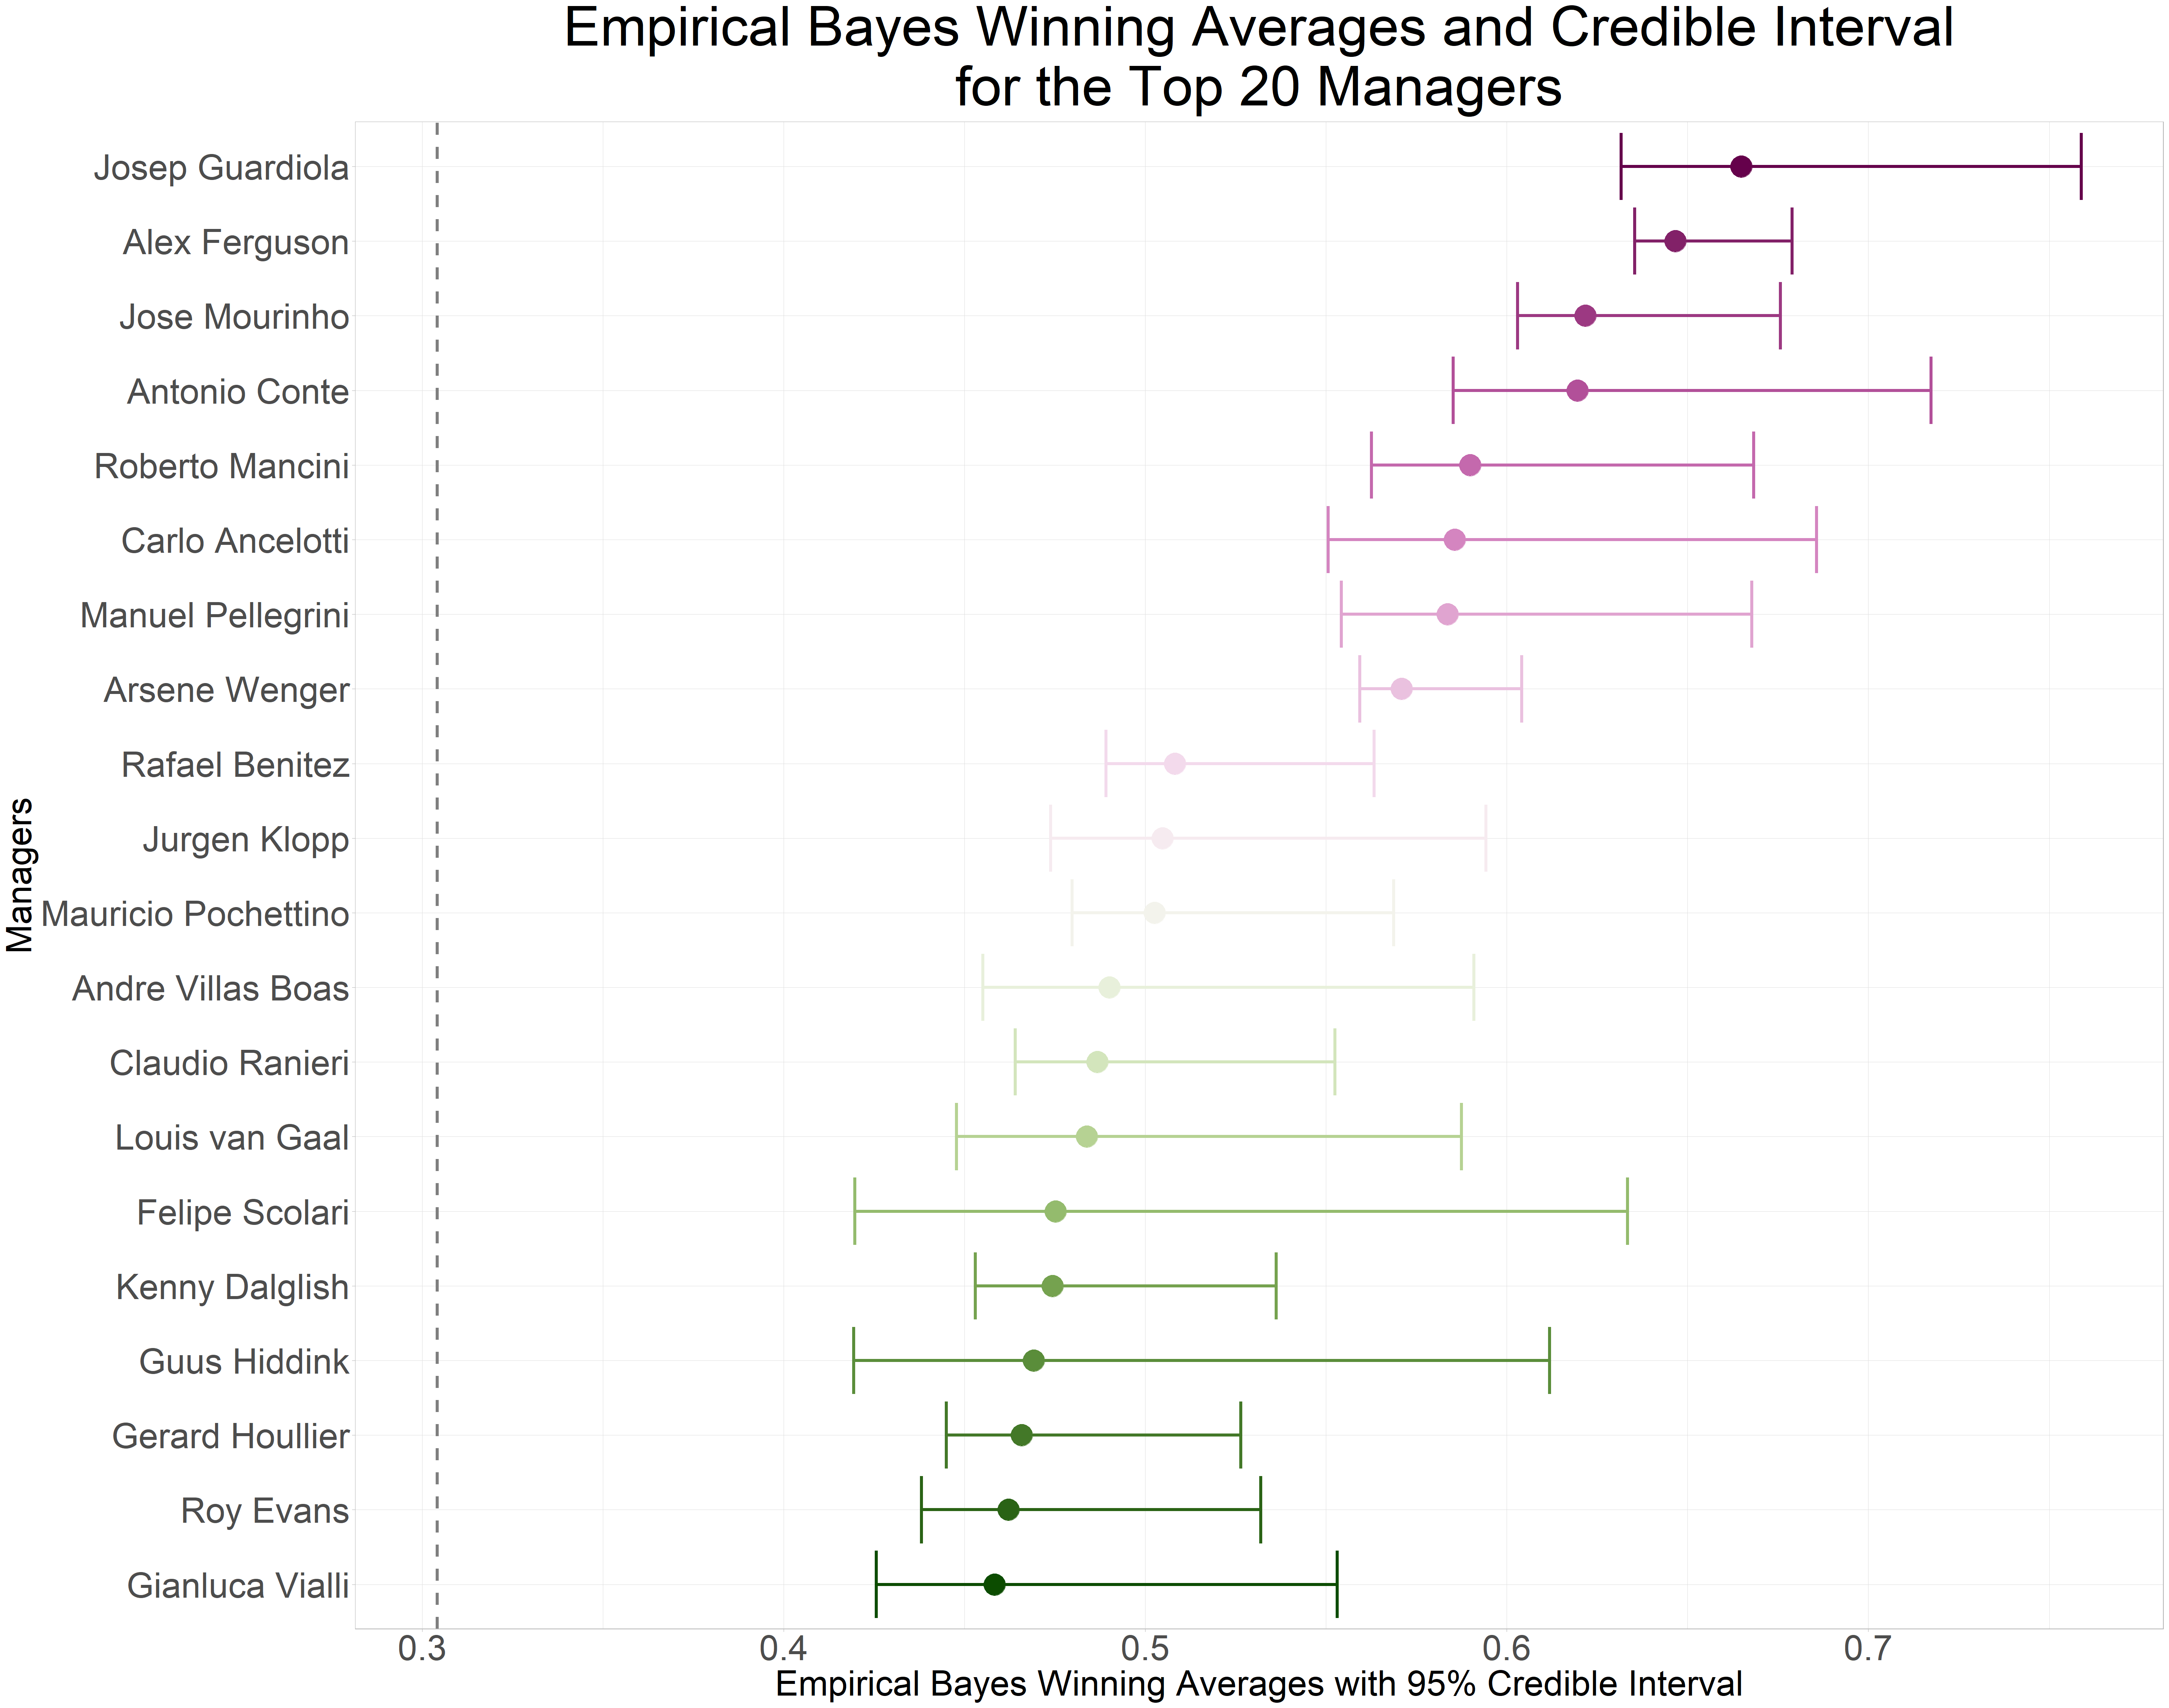 Empirical Bayes Winning Averages and Credible Interval
for the Top 20 Managers
Managers
Josep Guardiola
Alex Ferguson
Jose Mourinho
Antonio Conte
Roberto Mancini
Carlo Ancelotti
Manuel Pellegrini
Arsene Wenger
Rafael Benitez
Jurgen Klopp
Mauricio Pochettino
Andre Villas Boas
Claudio Ranieri
Louis van Gaal
Felipe Scolari
Kenny Dalglish
Guus Hiddink
Gerard Houllier
Roy Evans
Gianluca Vialli
0.3 0.4 0.5 0.6 0.7
Empirical Bayes Winning Averages with 95% Credible Interval